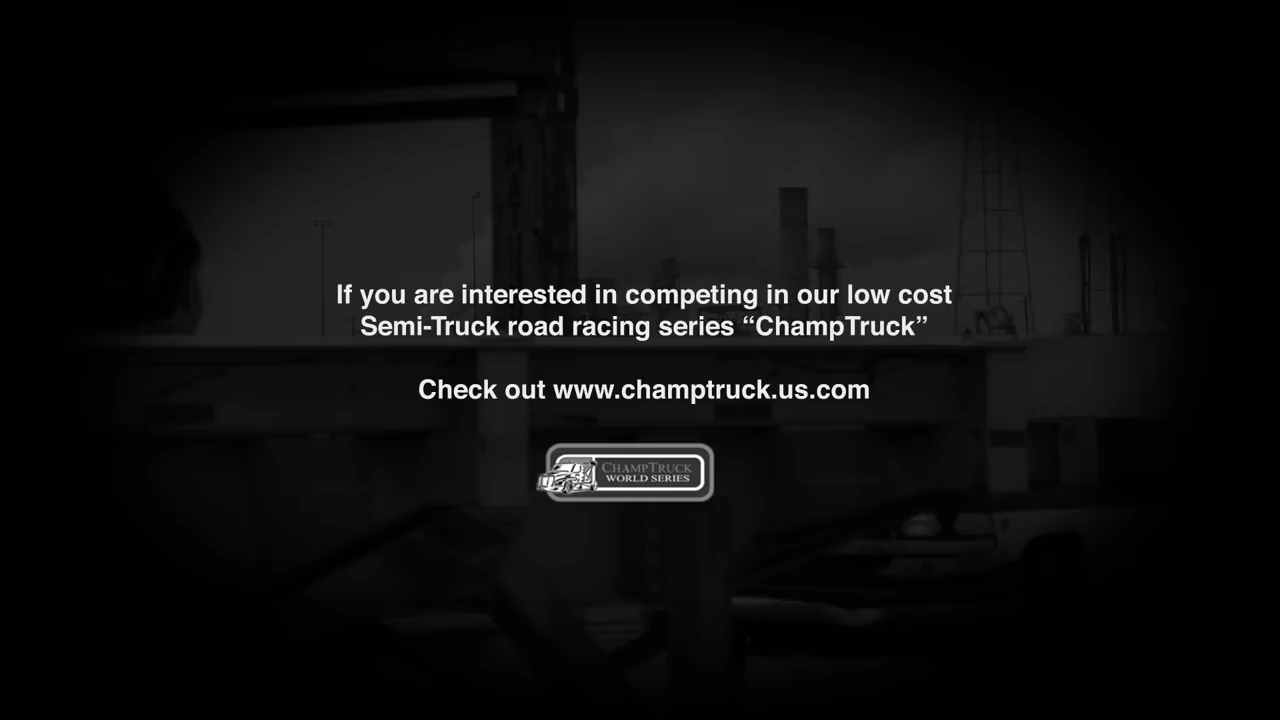 If you are interested in competing in our low cost
Semi-Truck road racing series “ChampTruck”
Check out www.champtruck.us.com
CHAMPTRUCK
WORLD SERIES